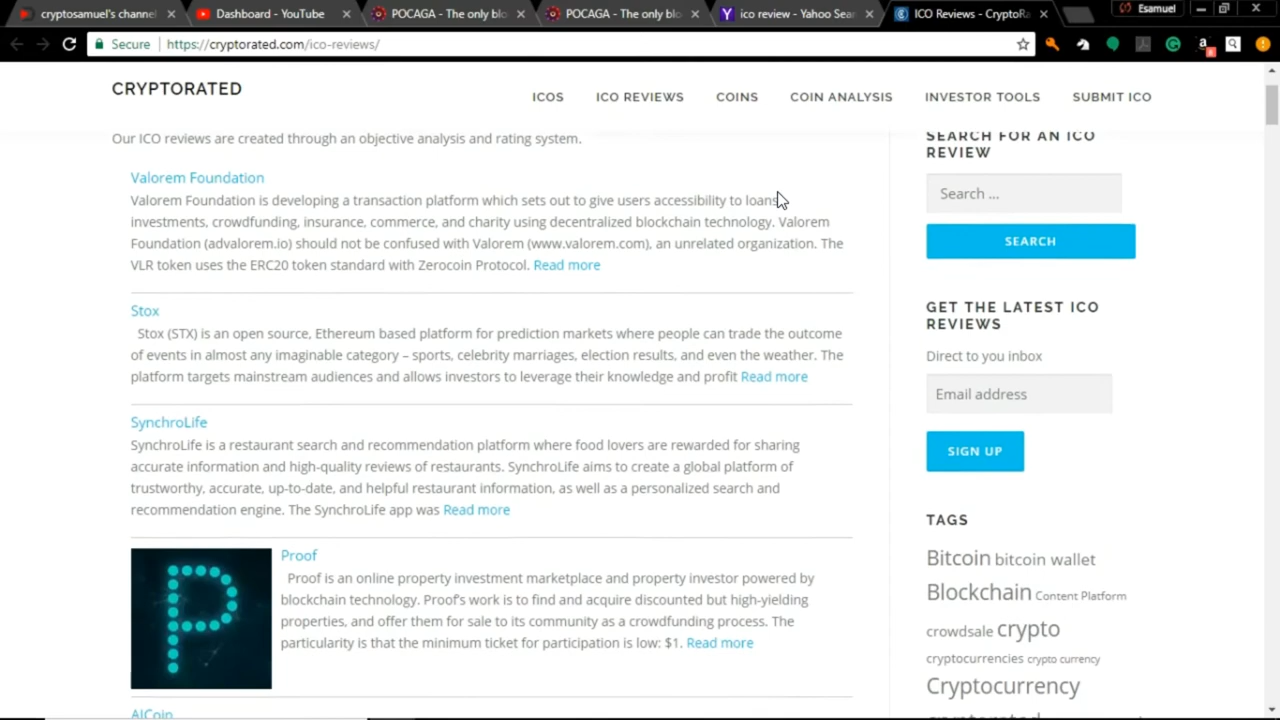 cryptosamuel's channel
Dashboard - YouTube
POCAGA - The only blo
POCAGA - The only blo
ico review - Yahoo Sear
ICO Reviews - CryptoRa
Esamuel
Secure
https://cryptorated.com/ico-reviews/
CRYPTORATED
ICOS
ICO REVIEWS
COINS
COIN ANALYSIS
INVESTOR TOOLS
SUBMIT ICO
Our ICO reviews are created through an objective analysis and rating system.
Valorem Foundation
Valorem Foundation is developing a transaction platform which sets out to give users accessibility to loans
investments, crowdfunding, insurance, commerce, and charity using decentralized blockchain technology. Valorem
Foundation (advalorem.io) should not be confused with Valorem (www.valorem.com), an unrelated organization. The
VLR token uses the ERC20 token standard with Zerocoin Protocol. Read more
Stox
Stox (STX) is an open source, Ethereum based platform for prediction markets where people can trade the outcome
of events in almost any imaginable category – sports, celebrity marriages, election results, and even the weather. The
platform targets mainstream audiences and allows investors to leverage their knowledge and profit Read more
SynchroLife
SynchroLife is a restaurant search and recommendation platform where food lovers are rewarded for sharing
accurate information and high-quality reviews of restaurants. SynchroLife aims to create a global platform of
trustworthy, accurate, up-to-date, and helpful restaurant information, as well as a personalized search and
recommendation engine. The SynchroLife app was Read more
P
Proof
Proof is an online property investment marketplace and property investor powered by
blockchain technology. Proof's work is to find and acquire discounted but high-yielding
properties, and offer them for sale to its community as a crowdfunding process. The
particularity is that the minimum ticket for participation is low: $1. Read more
AICoin
SEARCH FOR AN ICO
REVIEW
Search ...
SEARCH
GET THE LATEST ICO
REVIEWS
Direct to you inbox
Email address
SIGN UP
TAGS
Bitcoin bitcoin wallet
Blockchain Content Platform
crowdsale crypto
cryptocurrencies crypto currency
Cryptocurrency
cryptorated